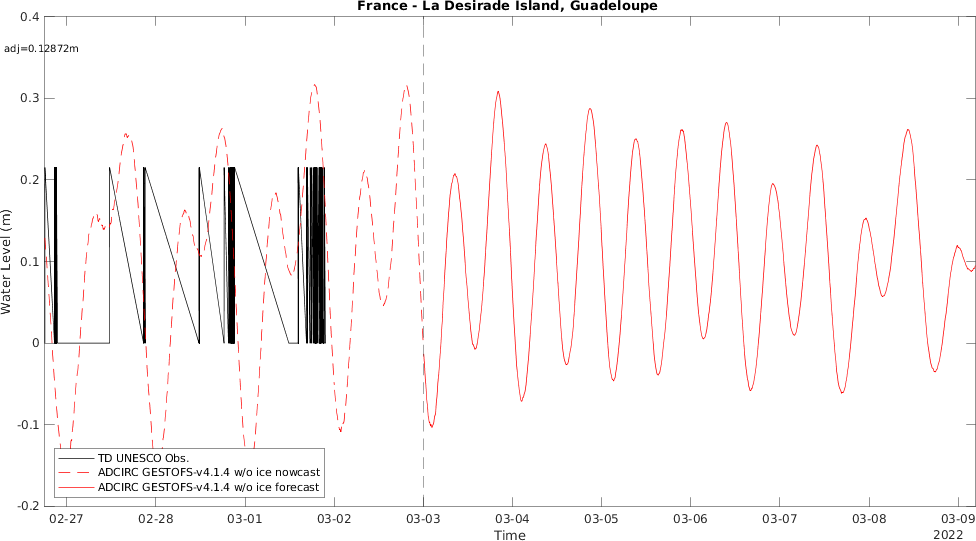 France - La Desirade Island, Guadeloupe
adj=0.12872m
0.4
0.3
0.2
0.1
0
-0.1
-0.2
Water Level (m)
TD UNESCO Obs.
ADCIRC GESTOFS-v4.1.4 w/o ice nowcast
ADCIRC GESTOFS-v4.1.4 w/o ice forecast
02-27 02-28 03-01 03-02 03-03 03-04 03-05 03-06 03-07 03-08 03-09
Time
2022